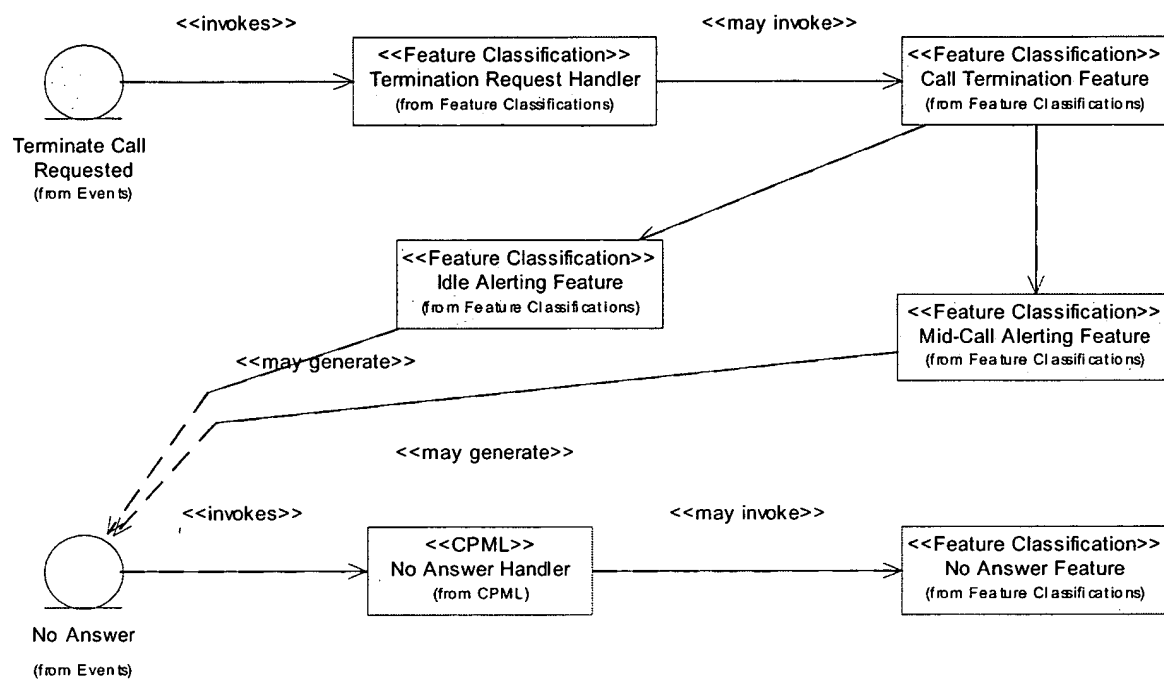 <<invokes>>
<<may invoke>>
<<Feature Classification>>
Termination Request Handler
(from Feature Classifications)
<<Feature Classification>>
Call Termination Feature
(from Feature Classifications)
Terminate Call
Requested
(from Events)
<<Feature Classification>>
Idle Alerting Feature
(from Feature Classifications)
<<Feature Classification>>
Mid-Call Alerting Feature
(from Feature Classifications)
<<may generate>>
<<may generate>>
<<invokes>>
<<may invoke>>
<<CPML>>
No Answer Handler
(from CPML)
<<Feature Classification>>
No Answer Feature
(from Feature Classifications)
No Answer
(from Events)